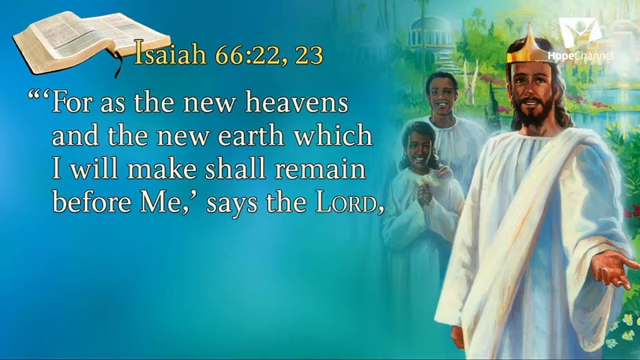 HopeChannel
Isaiah 66:22, 23
“‘For as the new heavens
and the new earth which
I will make shall remain
before Me,’ says the LORD,